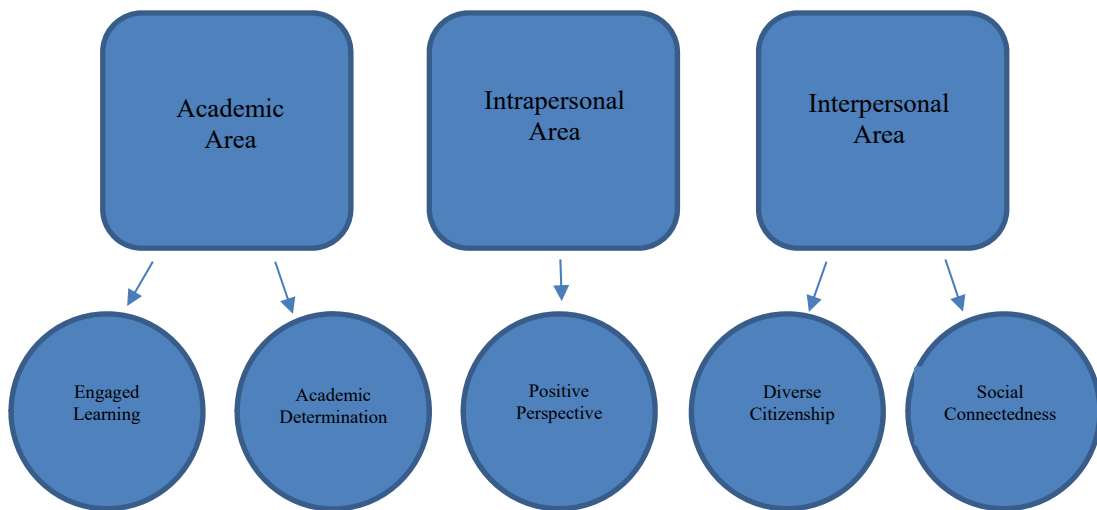 Academic
Area
Intrapersonal
Area
Interpersonal
Area
Engaged
Learning
Academic
Determination
Positive
Perspective
Diverse
Citizenship
Social
Connectedness